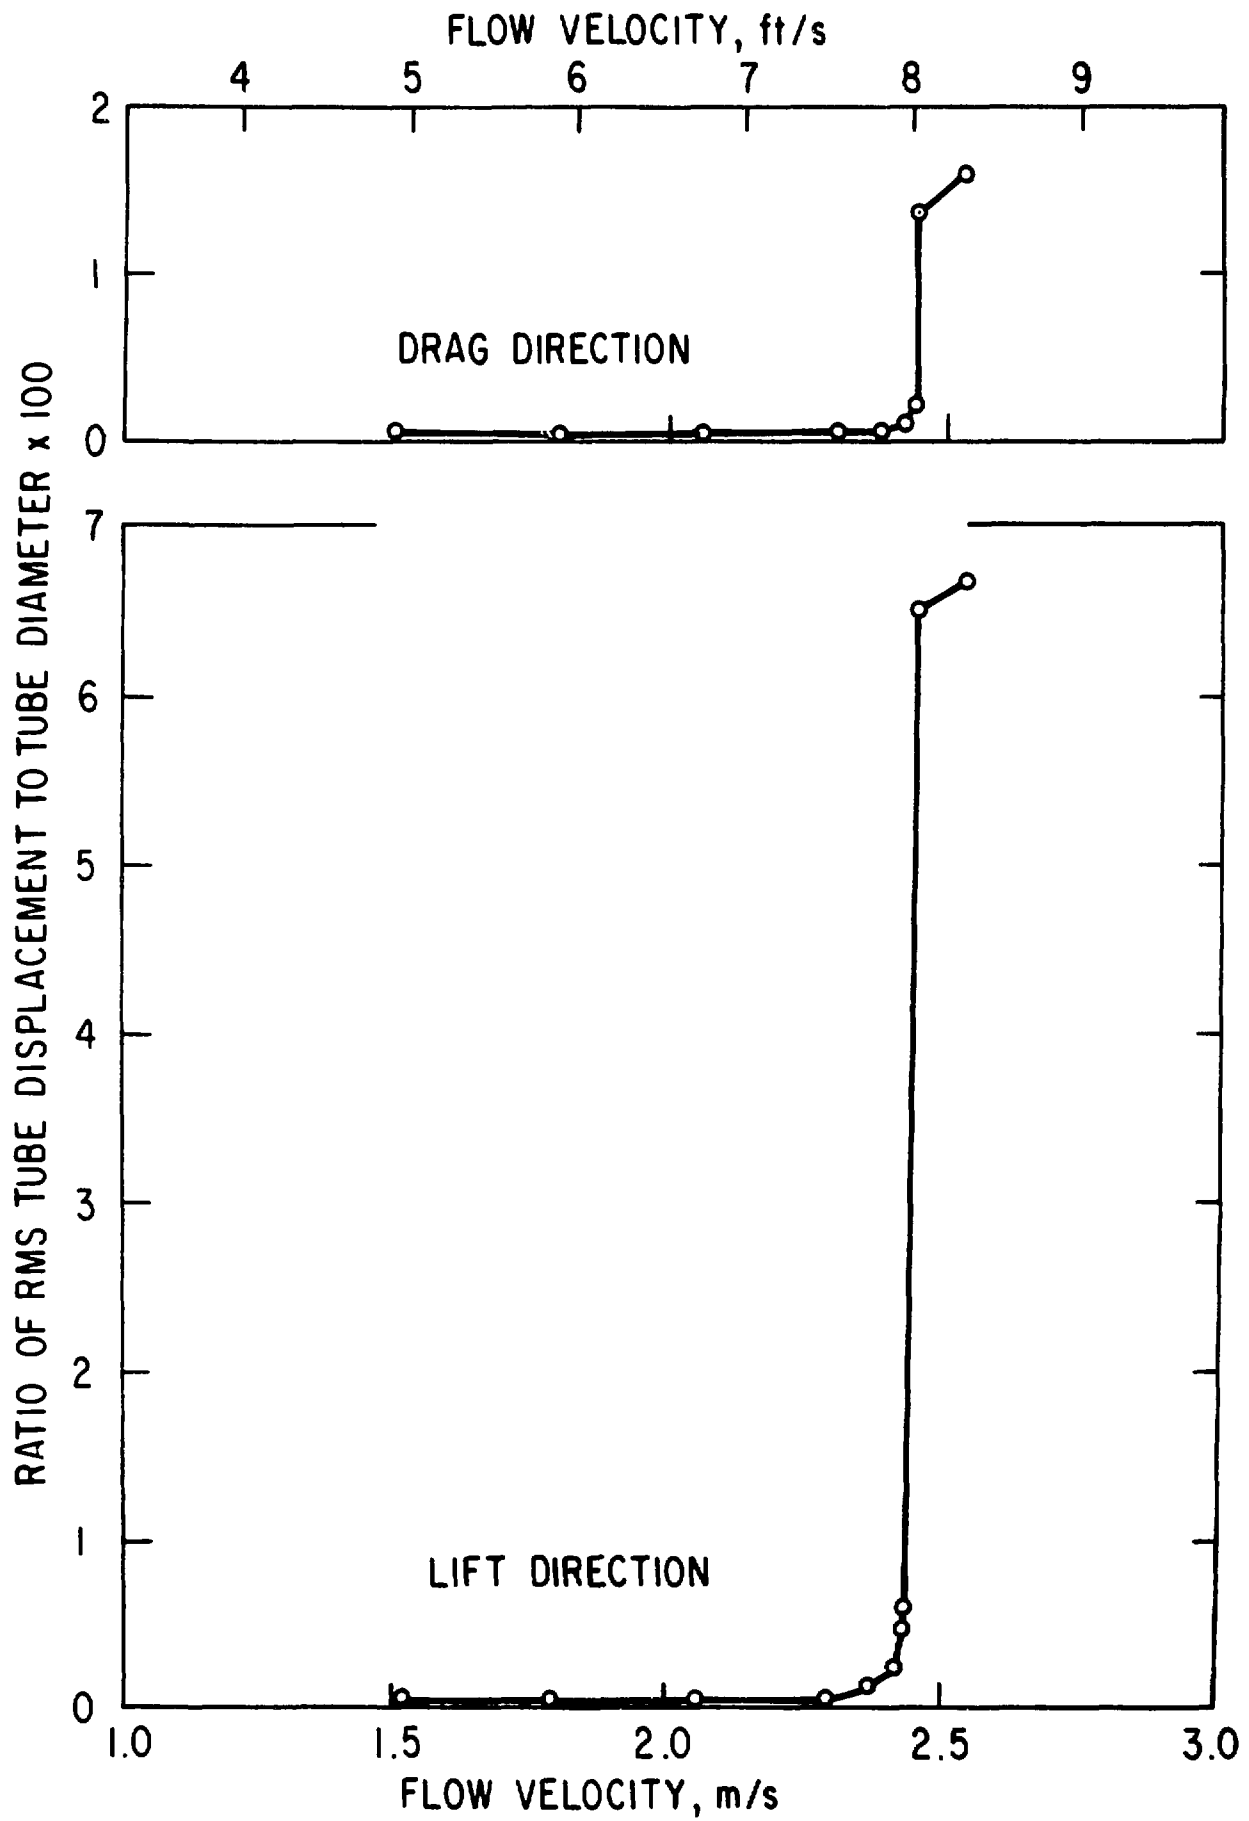 FLOW VELOCITY, ft/s
4 5 6 7 8 9
2
1
DRAG DIRECTION
0
RATIO OF RMS TUBE DISPLACEMENT TO TUBE DIAMETER x 100
7
6
5
4
3
2
1
LIFT DIRECTION
0
1.0 1.5 2.0 2.5 3.0
FLOW VELOCITY, m/s